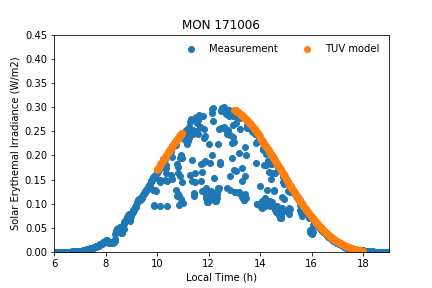 MON 171006
Measurement TUV model
Solar Erythemal Irradiance (W/m2)
0.45
0.40
0.35
0.30
0.25
0.20
0.15
0.10
0.05
0.00
6 8 10 12 14 16 18
Local Time (h)